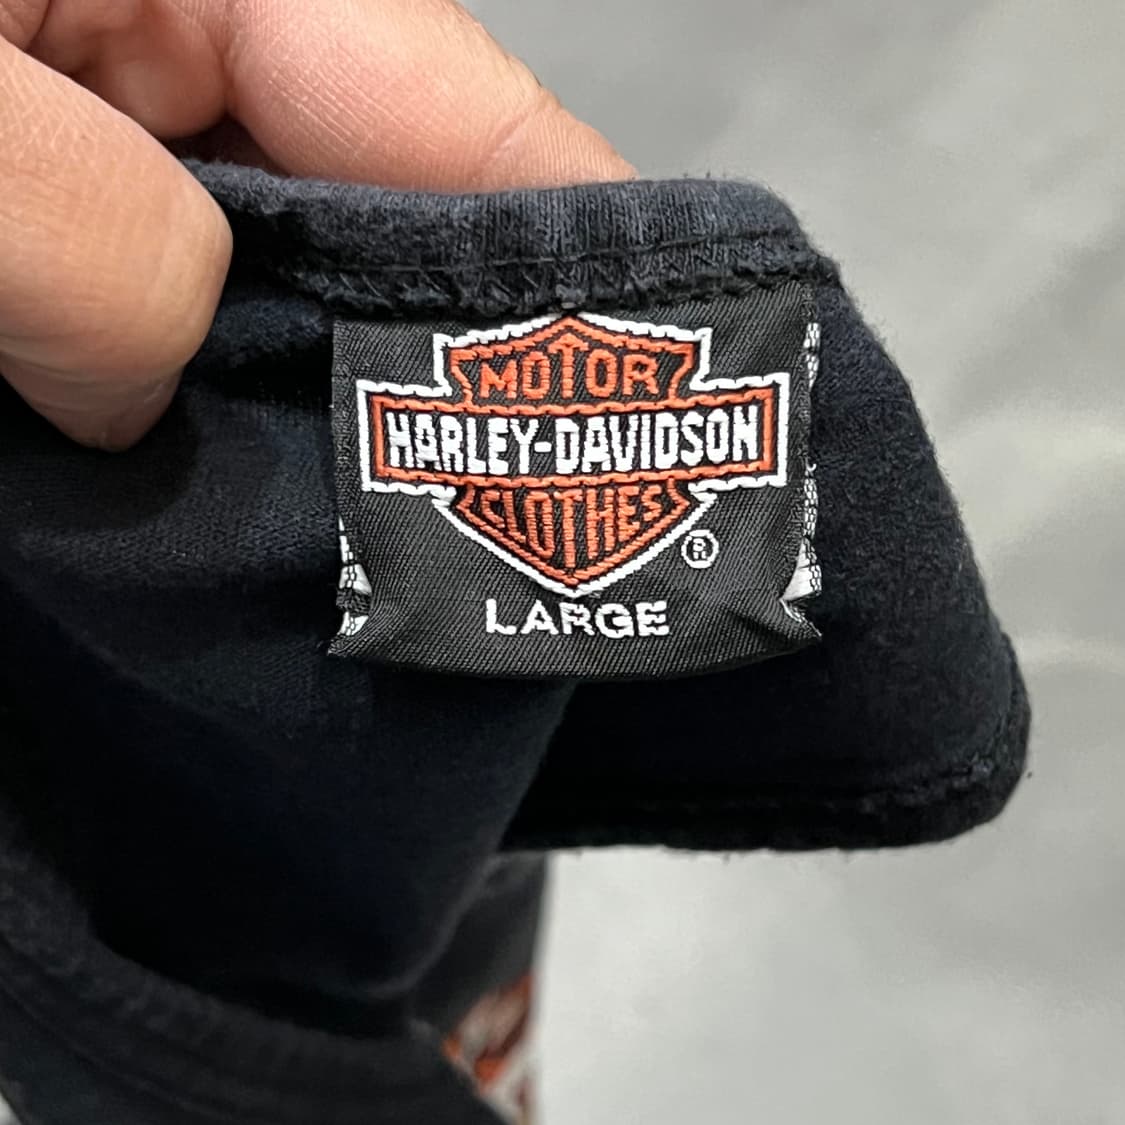 MOTOR
HARLEY-DAVIDSON
CLOTHES
®
LARGE